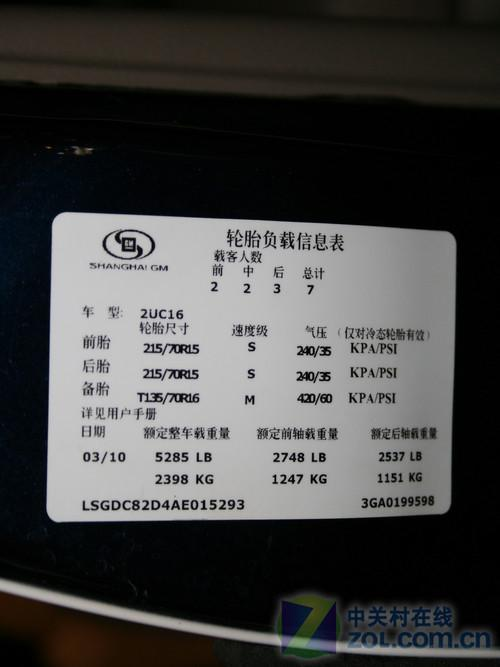 SHANGHAI GM
轮胎负载信息表
载客人数
前 中 后 总计
2 2 3 7
车 型: 2UC16
轮胎尺寸 速度级 气压 (仅对冷态轮胎有效)
前胎 215/70R15 S 240/35 KPA/PSI
后胎 215/70R15 S 240/35 KPA/PSI
备胎 T135/70R16 M 420/60 KPA/PSI
详见用户手册
日期 额定整车载重量 额定前轴载重量 额定后轴载重量
03/10 5285 LB 2748 LB 2537 LB
2398 KG 1247 KG 1151 KG
LSGDC82D4AE015293 3GA0199598
Z 中关村在线
ZOL.com.cn